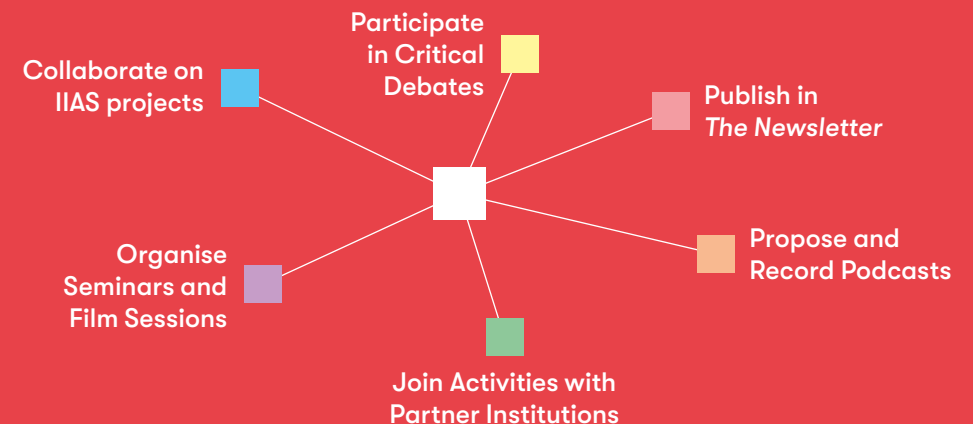 Participate
in Critical
Debates
Collaborate on
IIAS projects
Publish in
The Newsletter
Propose and
Record Podcasts
Organise
Seminars and
Film Sessions
Join Activities with
Partner Institutions